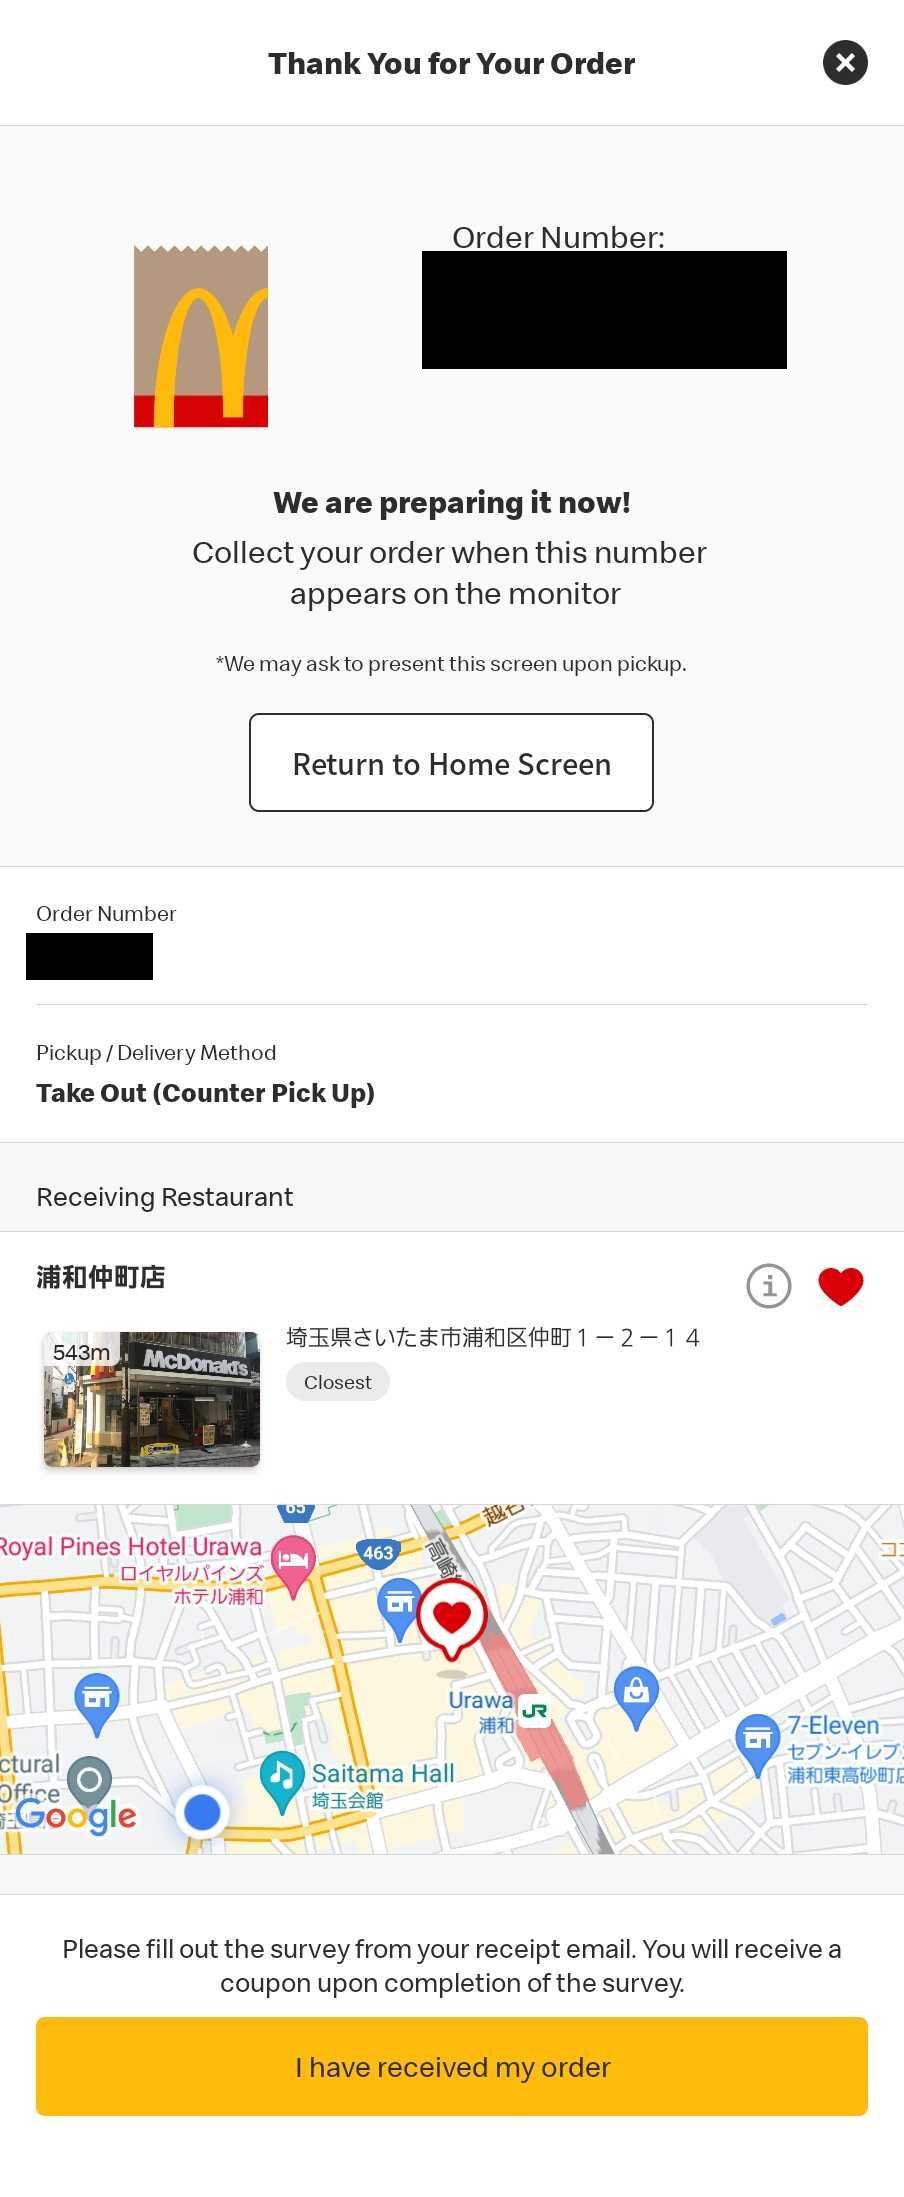 Thank You for Your Order
Order Number:
We are preparing it now!
Collect your order when this number
appears on the monitor
*We may ask to present this screen upon pickup.
Return to Home Screen
Order Number
Pickup / Delivery Method
Take Out (Counter Pick Up)
Receiving Restaurant
浦和仲町店
埼玉県さいたま市浦和区仲町１－２－１４
543m
McDonald's
Closest
65
越谷
Royal Pines Hotel Urawa
ロイヤルパインズ
ホテル浦和
463
高崎
コ
Urawa
浦和
JR
7-Eleven
セブン-イレブン
浦和東高砂町店
Saitama Hall
埼玉会館
ctural
Office
Google
Please fill out the survey from your receipt email. You will receive a
coupon upon completion of the survey.
I have received my order